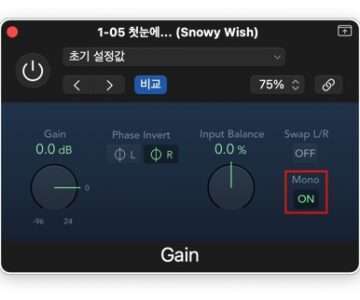 1-05 첫눈에... (Snowy Wish)
초기 설정값
비교
75%
Gain
Phase Invert
Input Balance
Swap L/R
0.0 dB
L
R
0.0 %
OFF
Mono
ON
0
-96
24
Gain